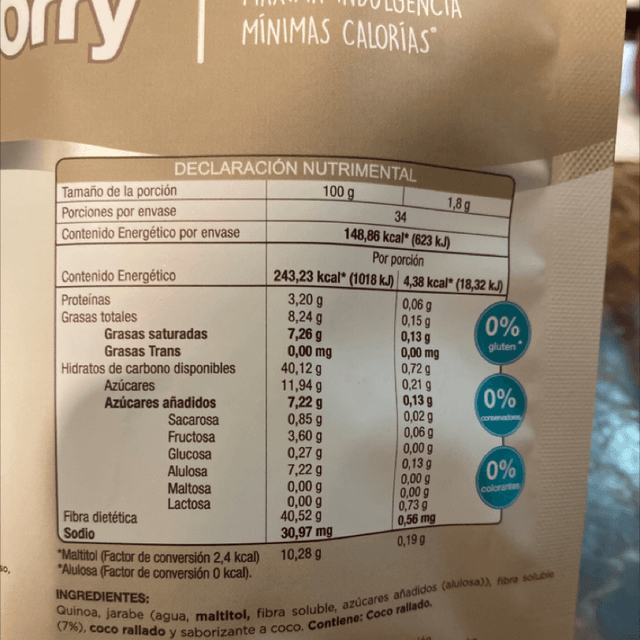 orry
MÁXIMA INDULGENCIA
MÍNIMAS CALORÍAS*
DECLARACIÓN NUTRIMENTAL
Tamaño de la porción 100 g 1,8 g
Porciones por envase 34
Contenido Energético por envase 148,86 kcal* (623 kJ)
Por porción
Contenido Energético 243,23 kcal* (1018 kJ) 4,38 kcal* (18,32 kJ)
Proteínas 3,20 g 0,06 g
Grasas totales 8,24 g 0,15 g
Grasas saturadas 7,26 g 0,13 g
Grasas Trans 0,00 mg 0,00 mg
Hidratos de carbono disponibles 40,12 g 0,72 g
Azúcares 11,94 g 0,21 g
Azúcares añadidos 7,22 g 0,13 g
Sacarosa 0,85 g 0,02 g
Fructosa 3,60 g 0,06 g
Glucosa 0,27 g 0,00 g
Alulosa 7,22 g 0,13 g
Maltosa 0,00 g 0,00 g
Lactosa 0,00 g 0,00 g
Fibra dietética 40,52 g 0,73 g
Sodio 30,97 mg 0,56 mg
*Maltitol (Factor de conversión 2,4 kcal) 10,28 g 0,19 g
*Alulosa (Factor de conversión 0 kcal).
0%
gluten*
0%
conservadores
0%
colorantes
INGREDIENTES:
Quinoa, jarabe (agua, maltitol, fibra soluble, azúcares añadidos (alulosa)), fibra soluble
(7%), coco rallado y saborizante a coco. Contiene: Coco rallado.